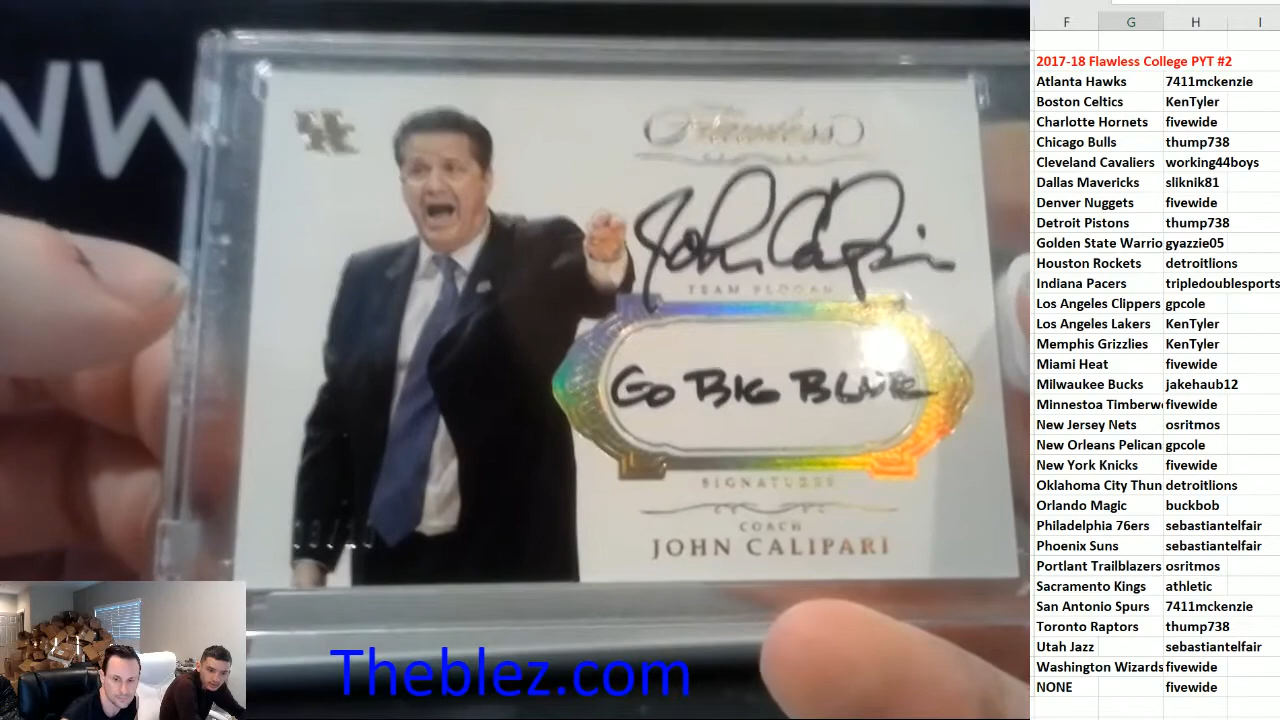 NW
UK
Flawless
John Calipari
TEAM SLOGAN
GO BIG BLUE
SIGNATURES
COACH
JOHN CALIPARI
Theblez.com
F G H I
2017-18 Flawless College PYT #2
Atlanta Hawks 7411mckenzie
Boston Celtics KenTyler
Charlotte Hornets fivewide
Chicago Bulls thump738
Cleveland Cavaliers working44boys
Dallas Mavericks sliknik81
Denver Nuggets fivewide
Detroit Pistons thump738
Golden State Warrio gyazzie05
Houston Rockets detroitlions
Indiana Pacers tripledoublesports
Los Angeles Clippers gpcole
Los Angeles Lakers KenTyler
Memphis Grizzlies KenTyler
Miami Heat fivewide
Milwaukee Bucks jakehaub12
Minnestoa Timberw fivewide
New Jersey Nets osritmos
New Orleans Pelican gpcole
New York Knicks fivewide
Oklahoma City Thun detroitlions
Orlando Magic buckbob
Philadelphia 76ers sebastiantelfair
Phoenix Suns sebastiantelfair
Portlant Trailblazers osritmos
Sacramento Kings athletic
San Antonio Spurs 7411mckenzie
Toronto Raptors thump738
Utah Jazz sebastiantelfair
Washington Wizards fivewide
NONE fivewide